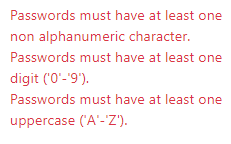 Passwords must have at least one
non alphanumeric character.
Passwords must have at least one
digit ('0'-'9').
Passwords must have at least one
uppercase ('A'-'Z').